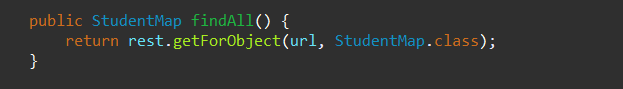 public StudentMap findAll() {
    return rest.getForObject(url, StudentMap.class);
}